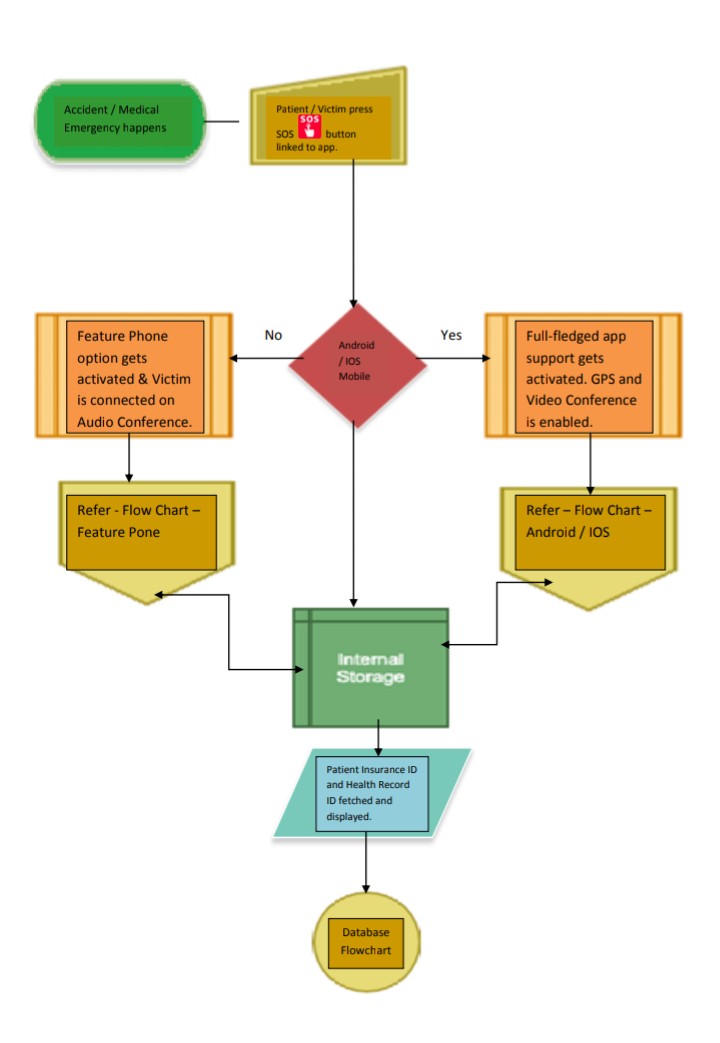 Accident / Medical
Emergency happens
Patient / Victim press
SOS
SOS button
linked to app.
No
Android
/ IOS
Mobile
Yes
Feature Phone
option gets
activated & Victim
is connected on
Audio Conference.
Full-fledged app
support gets
activated. GPS and
Video Conference
is enabled.
Refer - Flow Chart –
Feature Pone
Refer – Flow Chart –
Android / IOS
Internal
Storage
Patient Insurance ID
and Health Record
ID fetched and
displayed.
Database
Flowchart